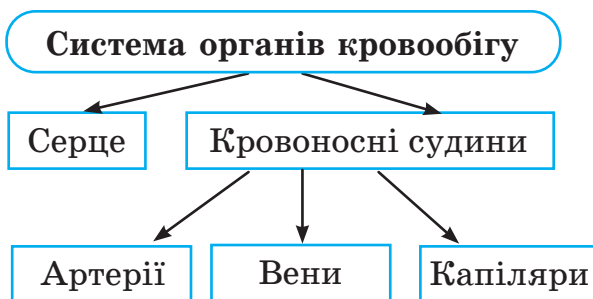 Система органів кровообігу
Серце
Кровоносні судини
Артерії
Вени
Капіляри